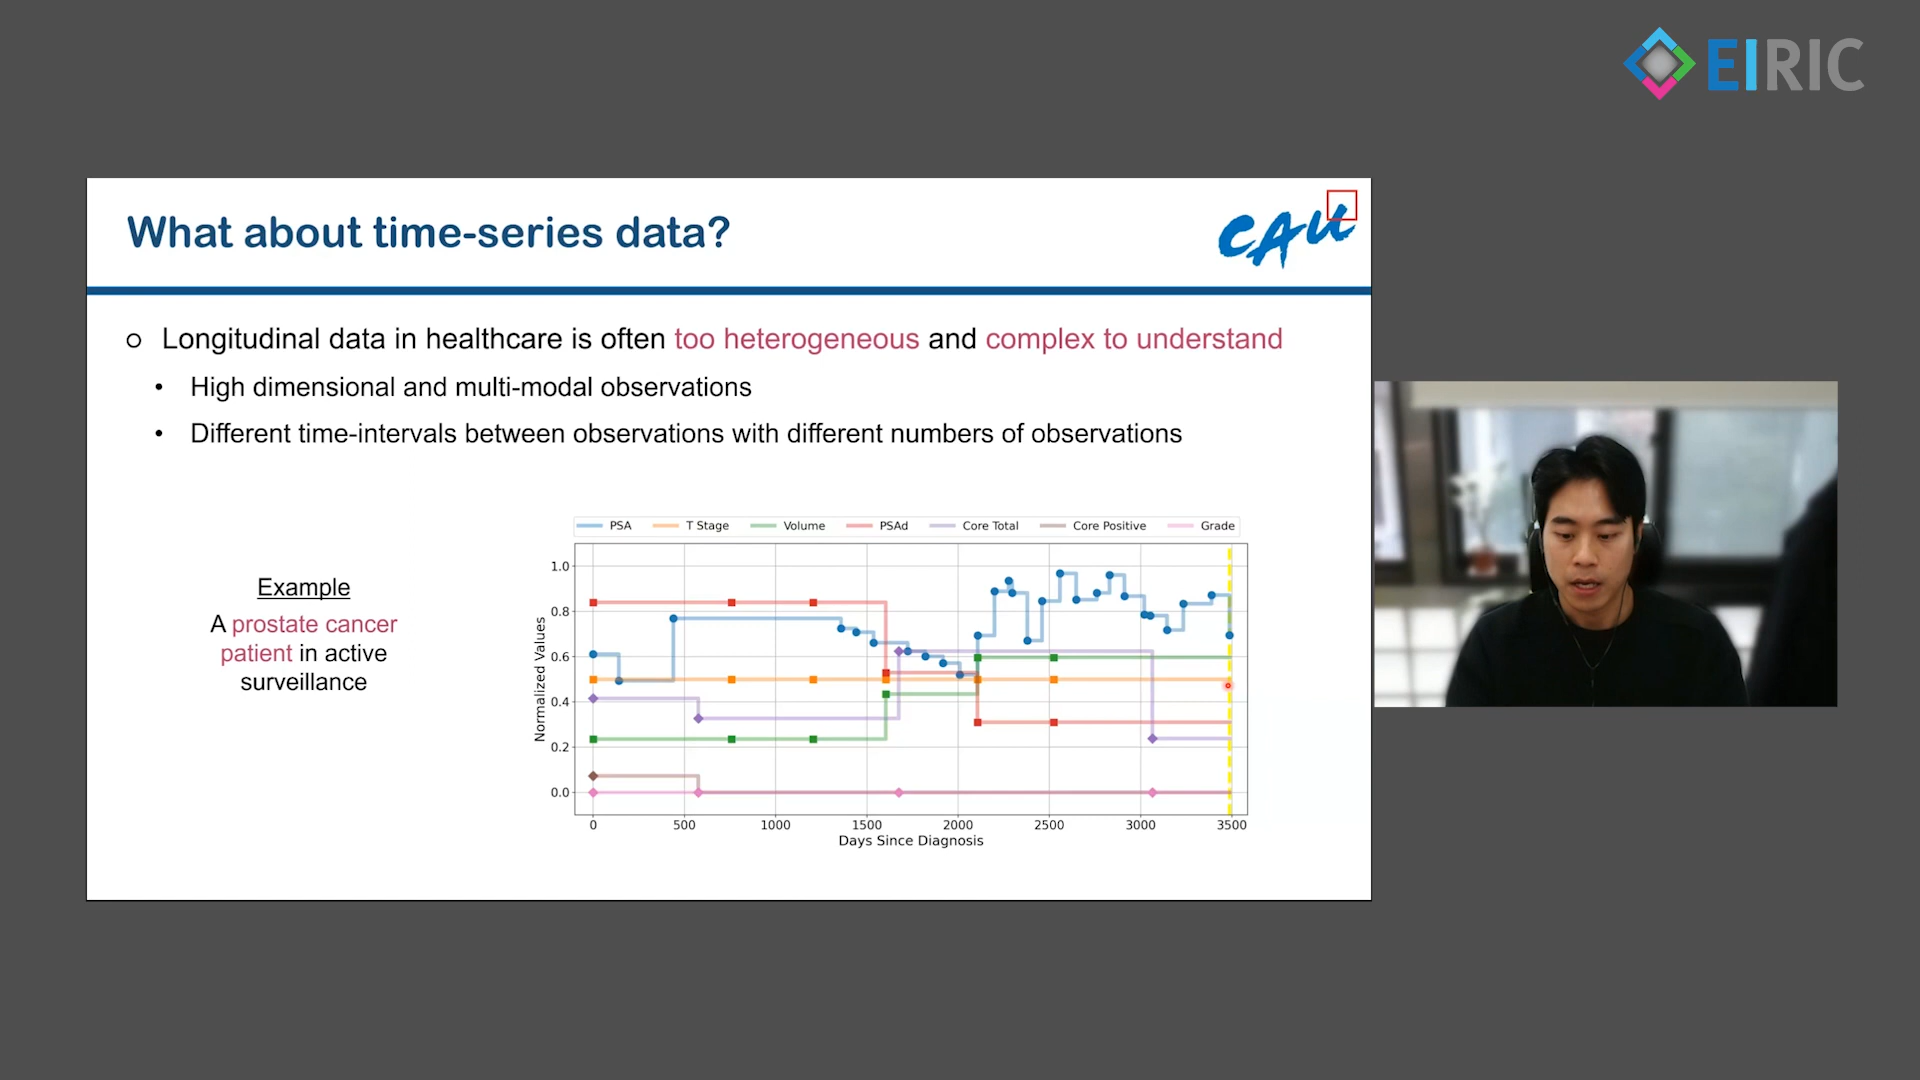 EIRIC
What about time-series data?
CAU
Longitudinal data in healthcare is often too heterogeneous and complex to understand
High dimensional and multi-modal observations
Different time-intervals between observations with different numbers of observations
Example
A prostate cancer
patient in active
surveillance
PSA T Stage Volume PSAd Core Total Core Positive Grade
Normalized Values
1.0
0.8
0.6
0.4
0.2
0.0
0 500 1000 1500 2000 2500 3000 3500
Days Since Diagnosis